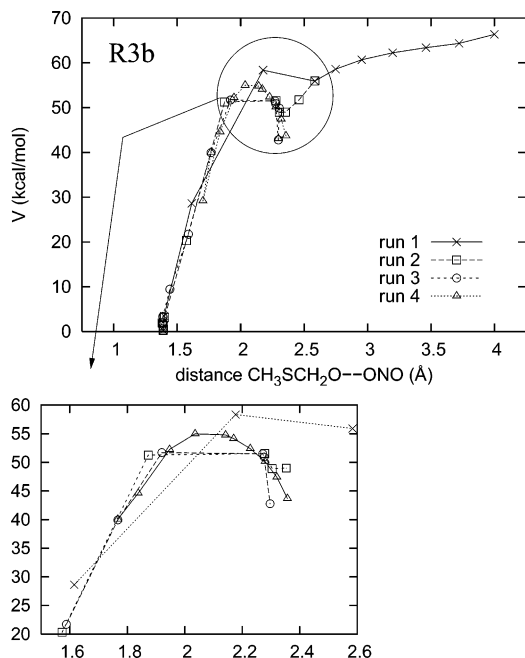 70
60
50
40
30
20
10
0
V (kcal/mol)
R3b
run 1
run 2
run 3
run 4
1 1.5 2 2.5 3 3.5 4
distance CH₃SCH₂O−−ONO (Å)
60
55
50
45
40
35
30
25
20
1.6 1.8 2 2.2 2.4 2.6